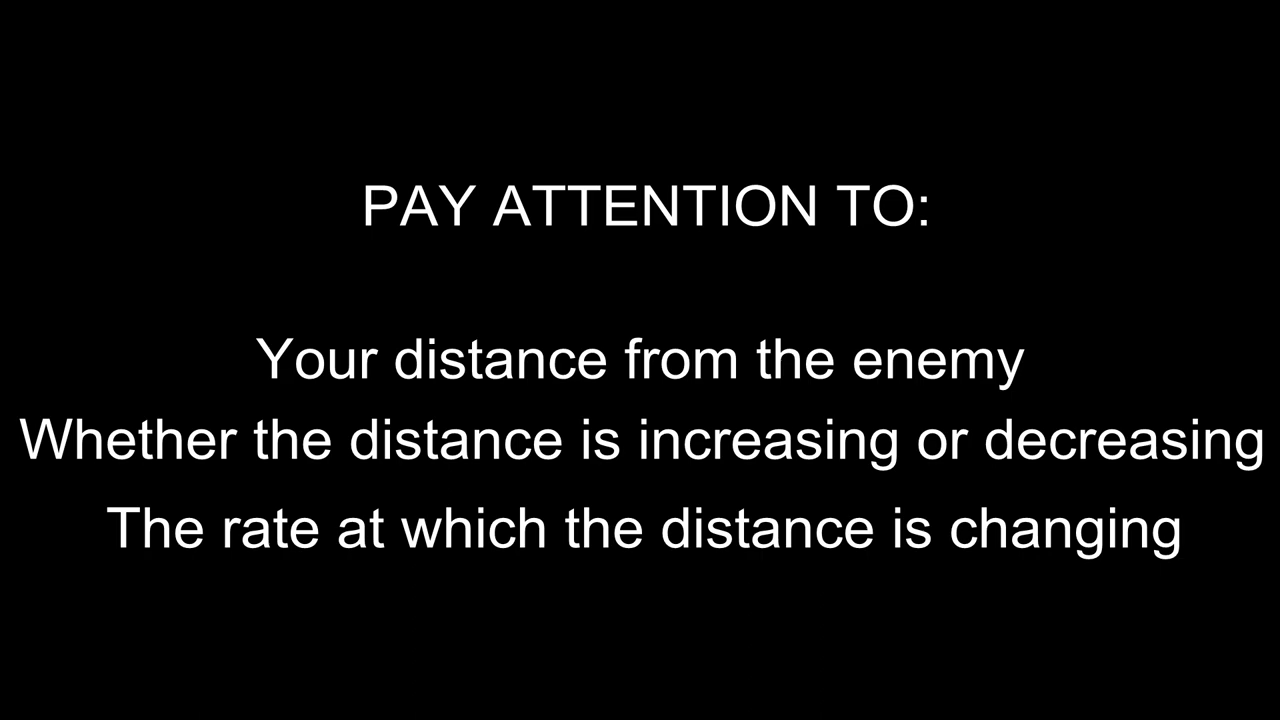 PAY ATTENTION TO:
Your distance from the enemy
Whether the distance is increasing or decreasing
The rate at which the distance is changing